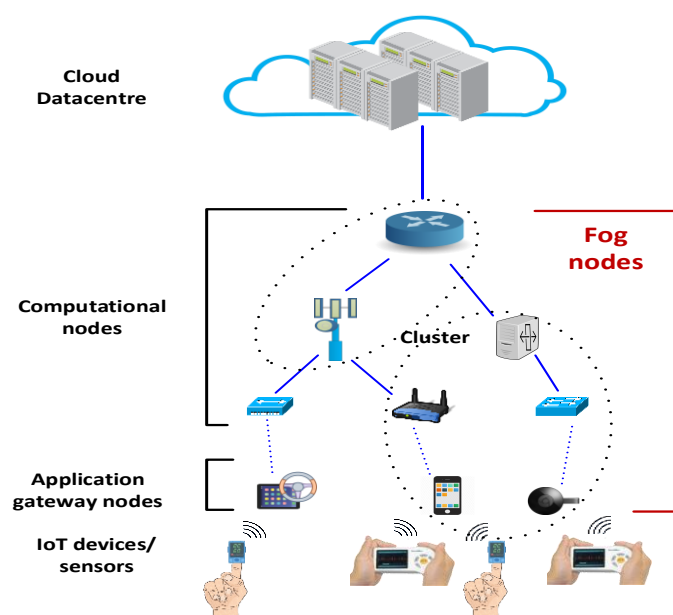 Cloud
Datacentre
Fog
nodes
Computational
nodes
Cluster
Application
gateway nodes
IoT devices/
sensors